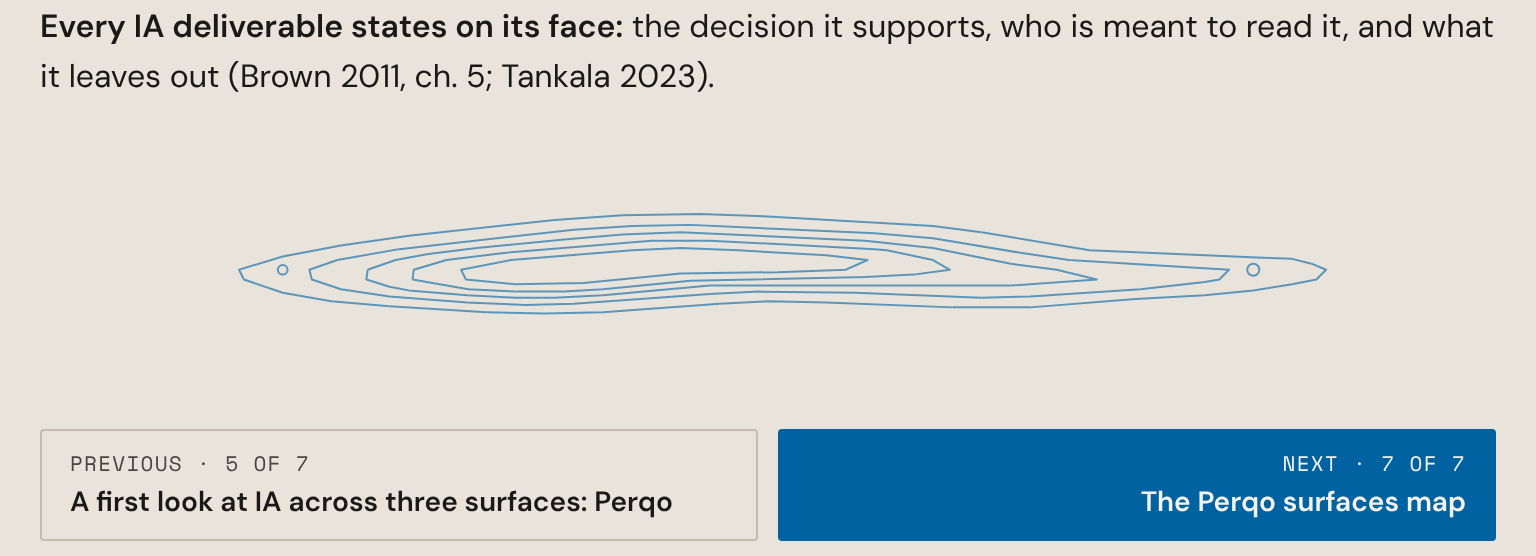 Every IA deliverable states on its face: the decision it supports, who is meant to read it, and what
it leaves out (Brown 2011, ch. 5; Tankala 2023).
PREVIOUS · 5 OF 7
A first look at IA across three surfaces: Perqo
NEXT · 7 OF 7
The Perqo surfaces map